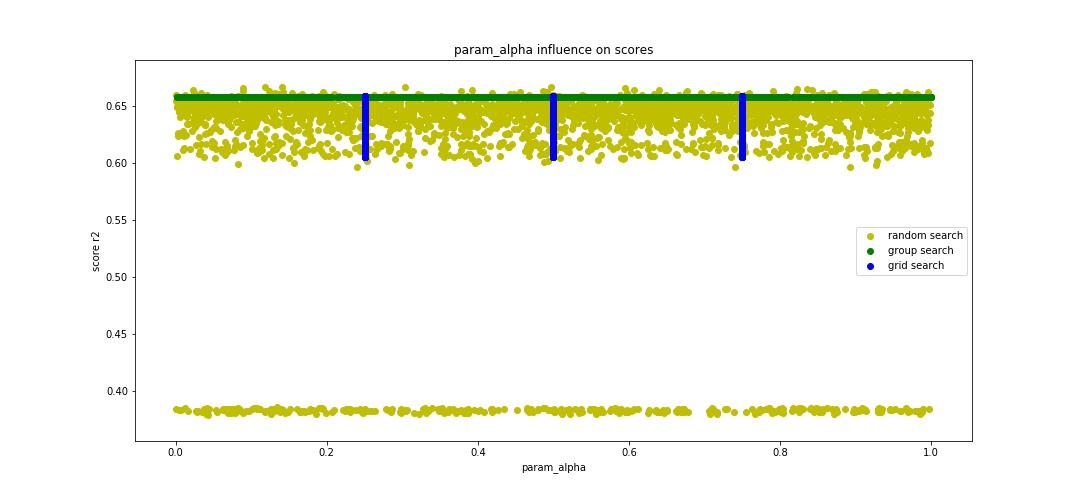 param_alpha influence on scores
score r2
0.65
0.60
0.55
0.50
0.45
0.40
random search
group search
grid search
0.0 0.2 0.4 0.6 0.8 1.0
param_alpha